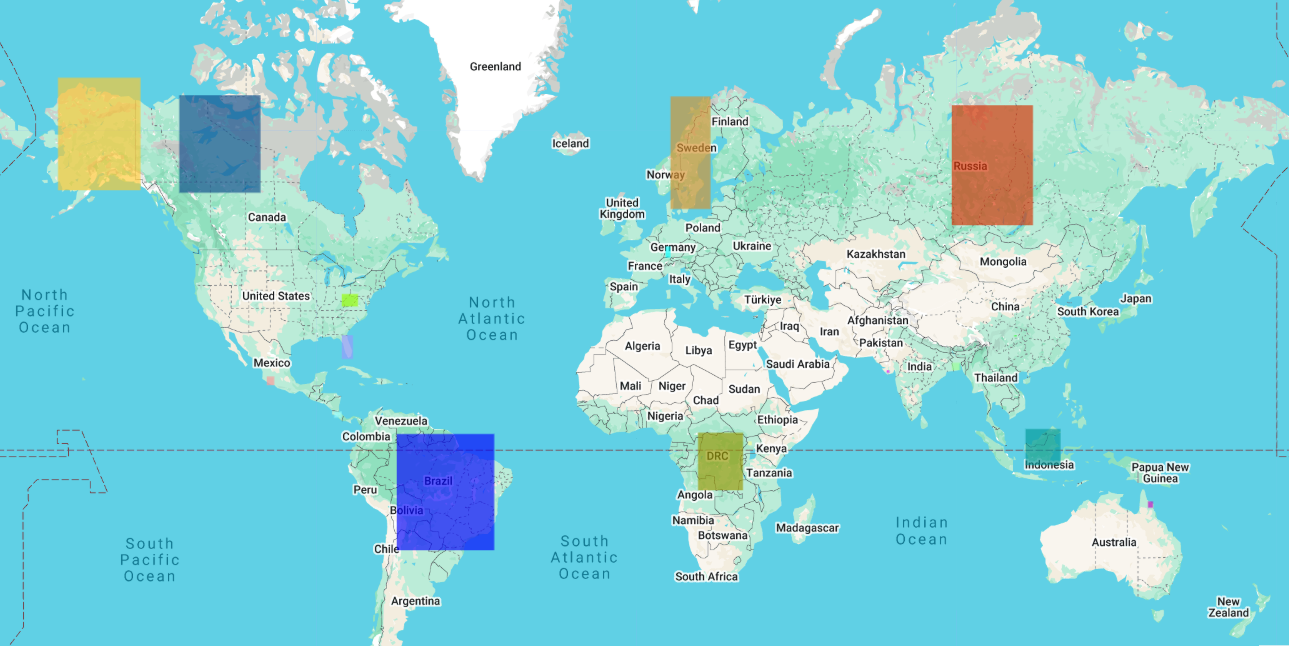 Greenland
Finland
Iceland
Sweden
Russia
Norway
United
Kingdom
Canada
Poland
Germany
Ukraine
Kazakhstan
Mongolia
France
Italy
Spain
North
Pacific
Ocean
United States
North
Atlantic
Ocean
Türkiye
Japan
China
South Korea
Iraq
Iran
Afghanistan
Pakistan
Algeria
Libya
Egypt
Saudi Arabia
India
Mexico
Mali
Niger
Sudan
Chad
Thailand
Nigeria
Ethiopia
Venezuela
Colombia
DRC
Kenya
Tanzania
Indonesia
Papua New
Guinea
Brazil
Peru
Angola
Bolivia
Namibia
Botswana
Madagascar
Indian
Ocean
Australia
Chile
South
Pacific
Ocean
South
Atlantic
Ocean
South Africa
Argentina
New
Zealand